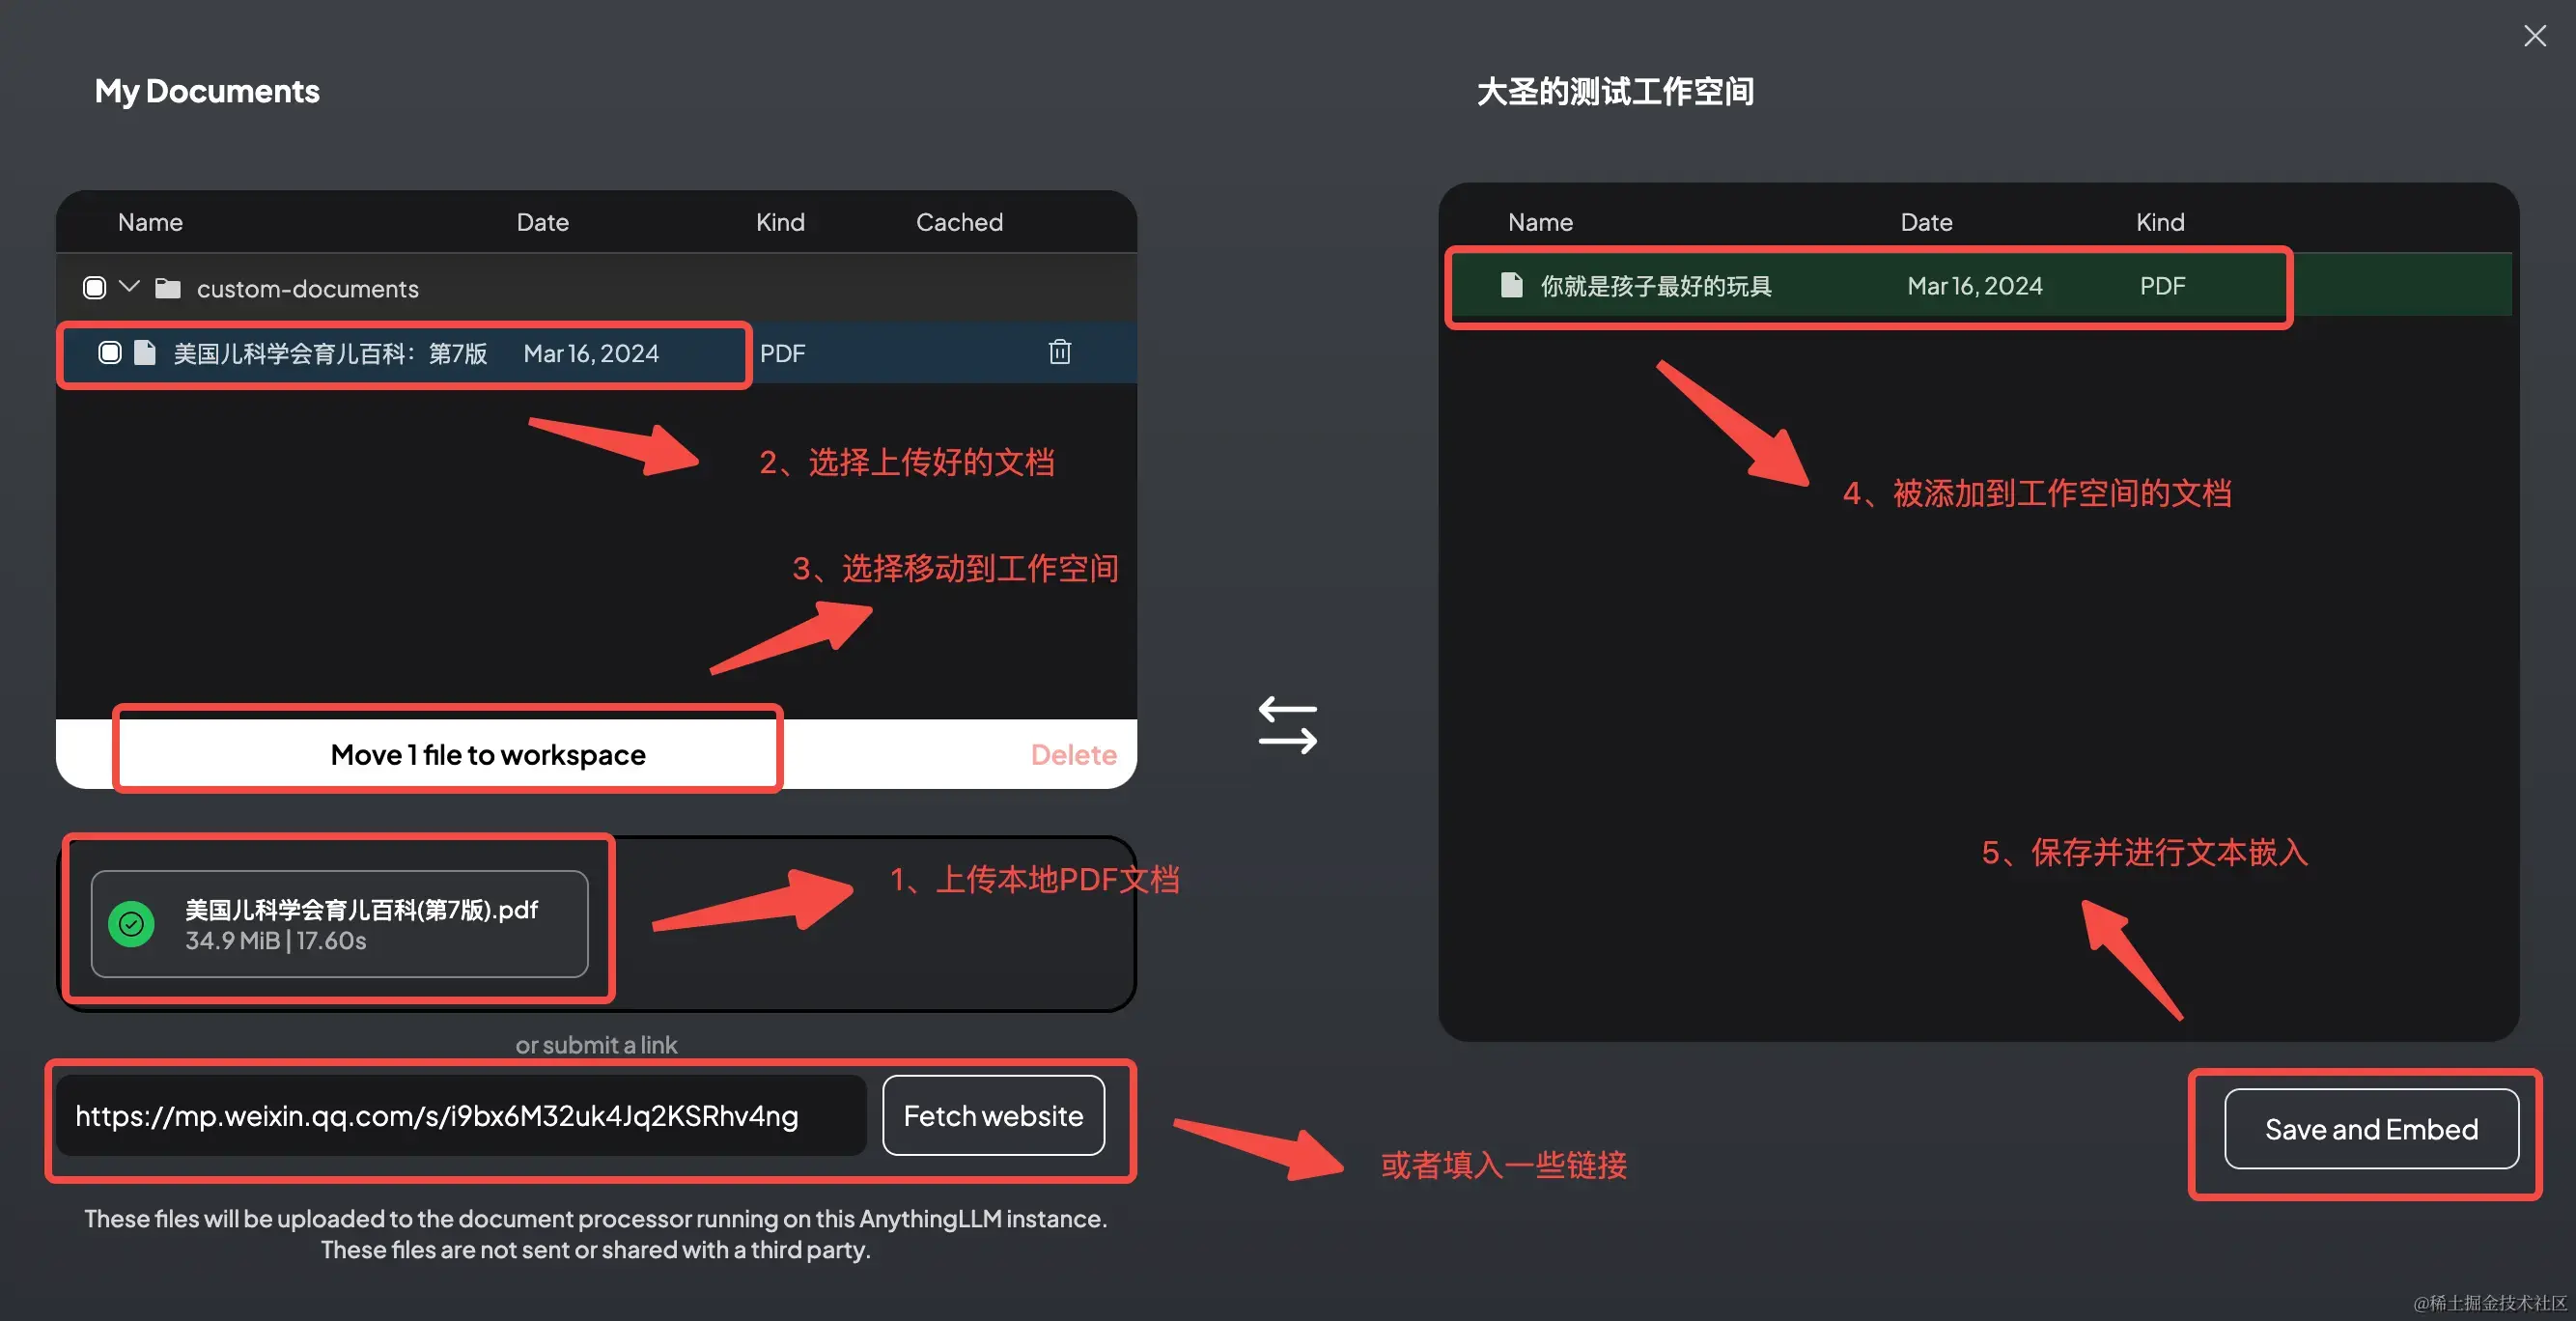 My Documents
Name Date Kind Cached
custom-documents
美国儿科学会育儿百科：第7版 Mar 16, 2024 PDF
2、选择上传好的文档
3、选择移动到工作空间
Move 1 file to workspace Delete
美国儿科学会育儿百科(第7版).pdf
34.9 MiB | 17.60s
1、上传本地PDF文档
or submit a link
https://mp.weixin.qq.com/s/i9bx6M32uk4Jq2KSRhv4ng Fetch website
或者填入一些链接
These files will be uploaded to the document processor running on this AnythingLLM instance.
These files are not sent or shared with a third party.
大圣的测试工作空间
Name Date Kind
你就是孩子最好的玩具 Mar 16, 2024 PDF
4、被添加到工作空间的文档
5、保存并进行文本嵌入
Save and Embed
@稀土掘金技术社区